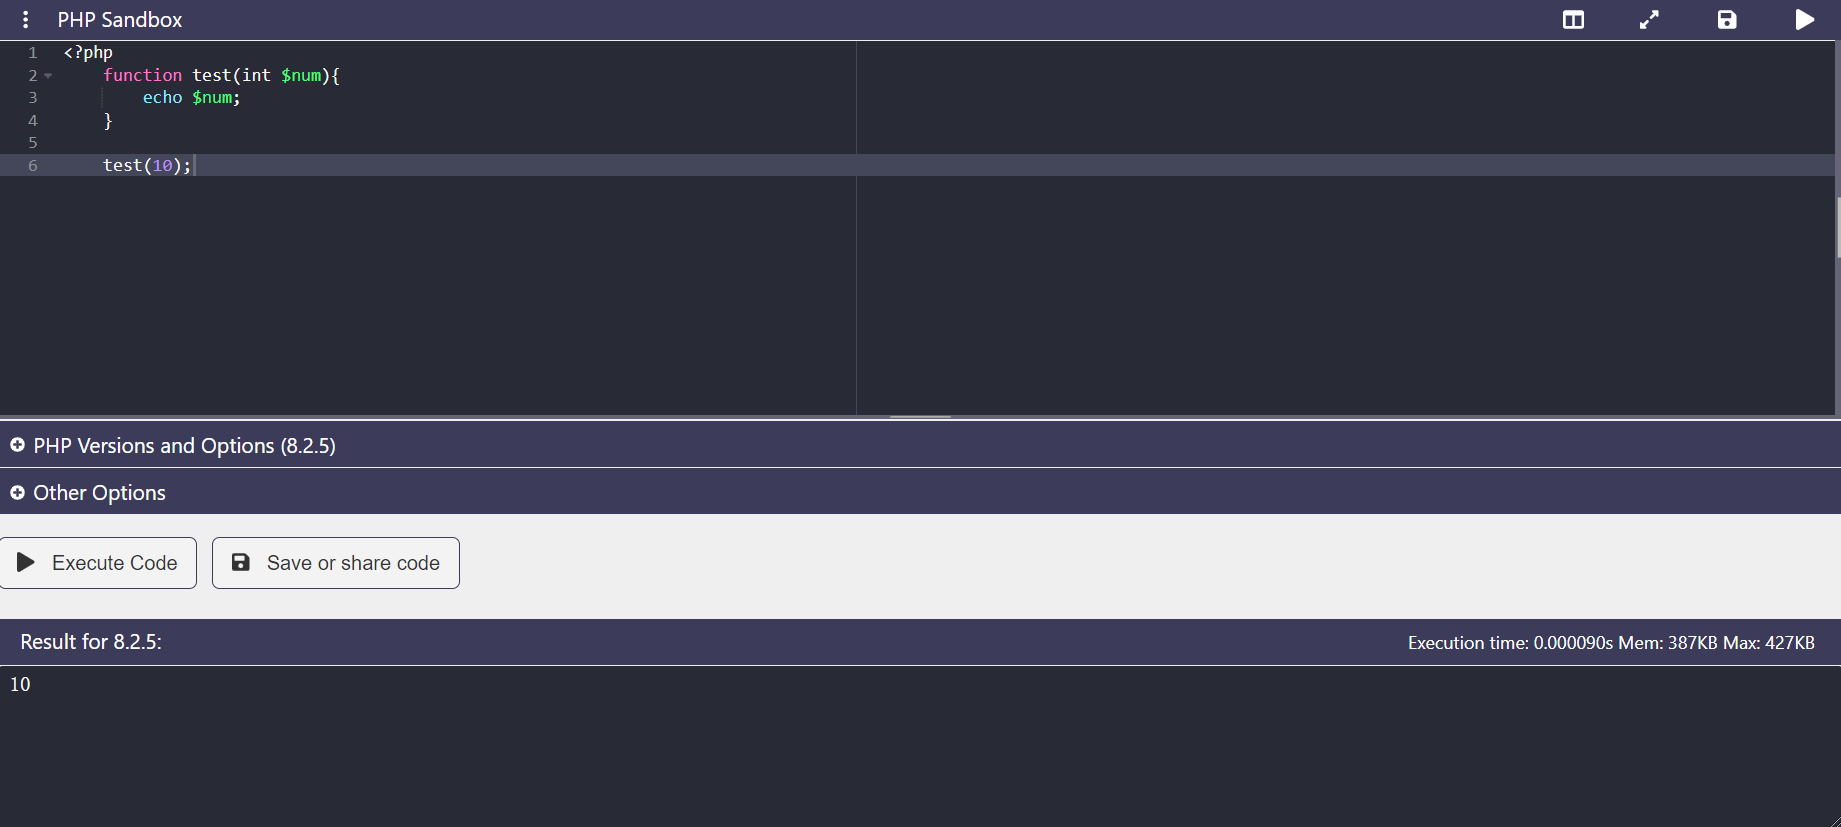 PHP Sandbox
1 <?php
2 function test(int $num){
3 echo $num;
4 }
5
6 test(10);
PHP Versions and Options (8.2.5)
Other Options
Execute Code Save or share code
Result for 8.2.5: Execution time: 0.000090s Mem: 387KB Max: 427KB
10